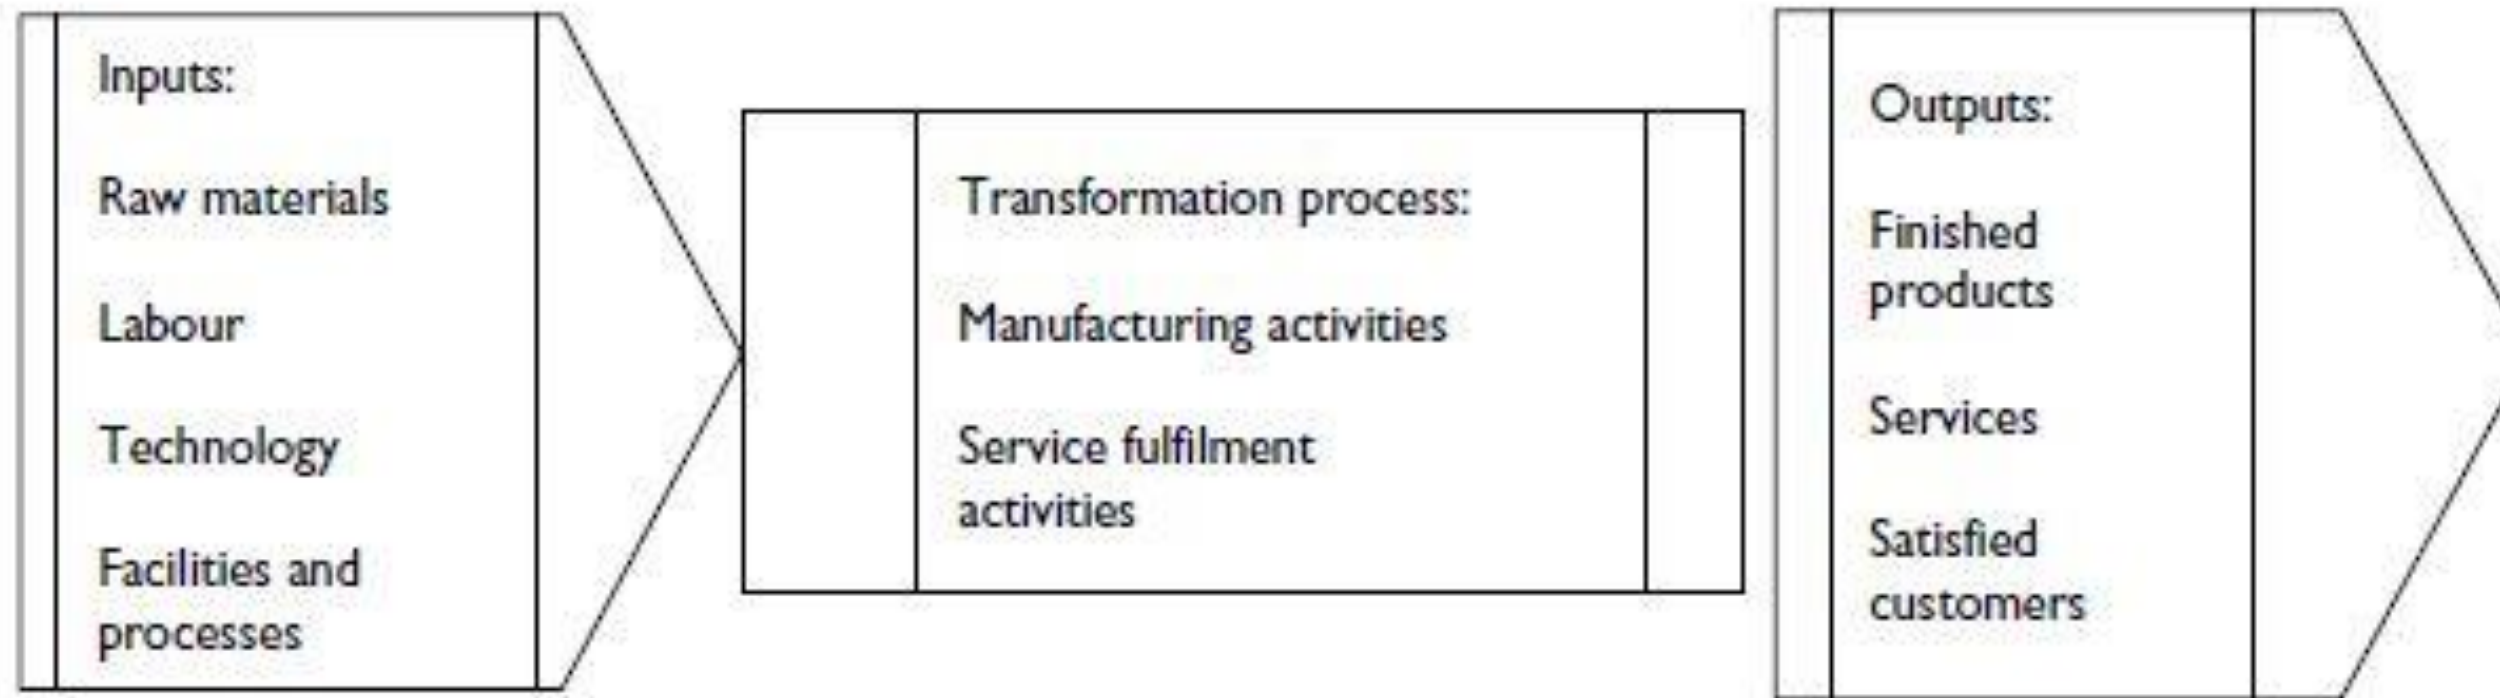 Inputs:
Raw materials
Labour
Technology
Facilities and
processes
Transformation process:
Manufacturing activities
Service fulfilment
activities
Outputs:
Finished
products
Services
Satisfied
customers